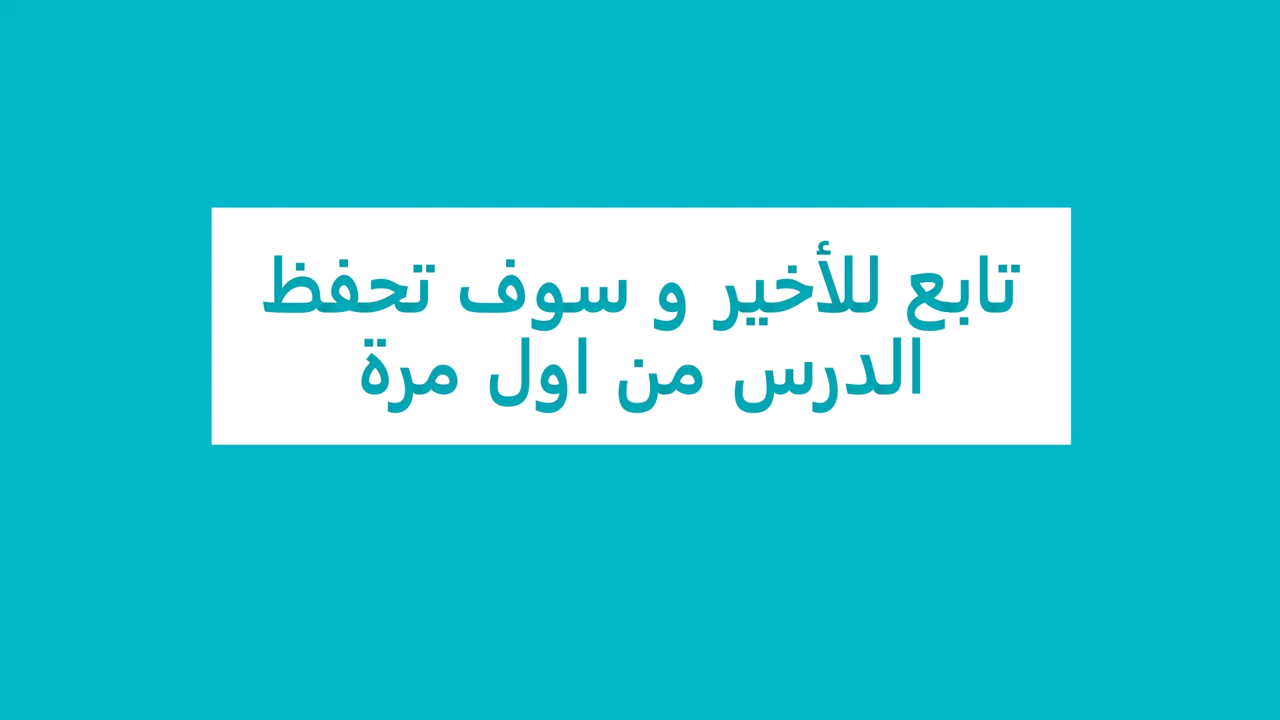 تابع للأخير و سوف تحفظ
الدرس من اول مرة